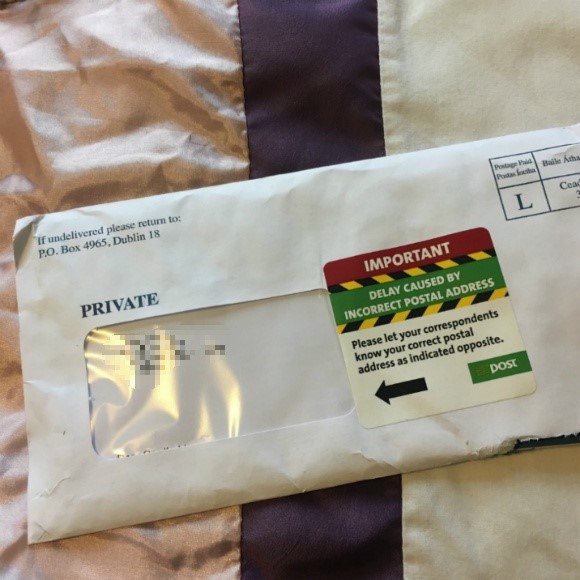 If undelivered please return to:
P.O. Box 4965, Dublin 18
PRIVATE
Postage Paid
Postas Íoctha
L
Baile Átha
IMPORTANT
DELAY CAUSED BY
INCORRECT POSTAL ADDRESS
Please let your correspondents
know your correct postal
address as indicated opposite.
post